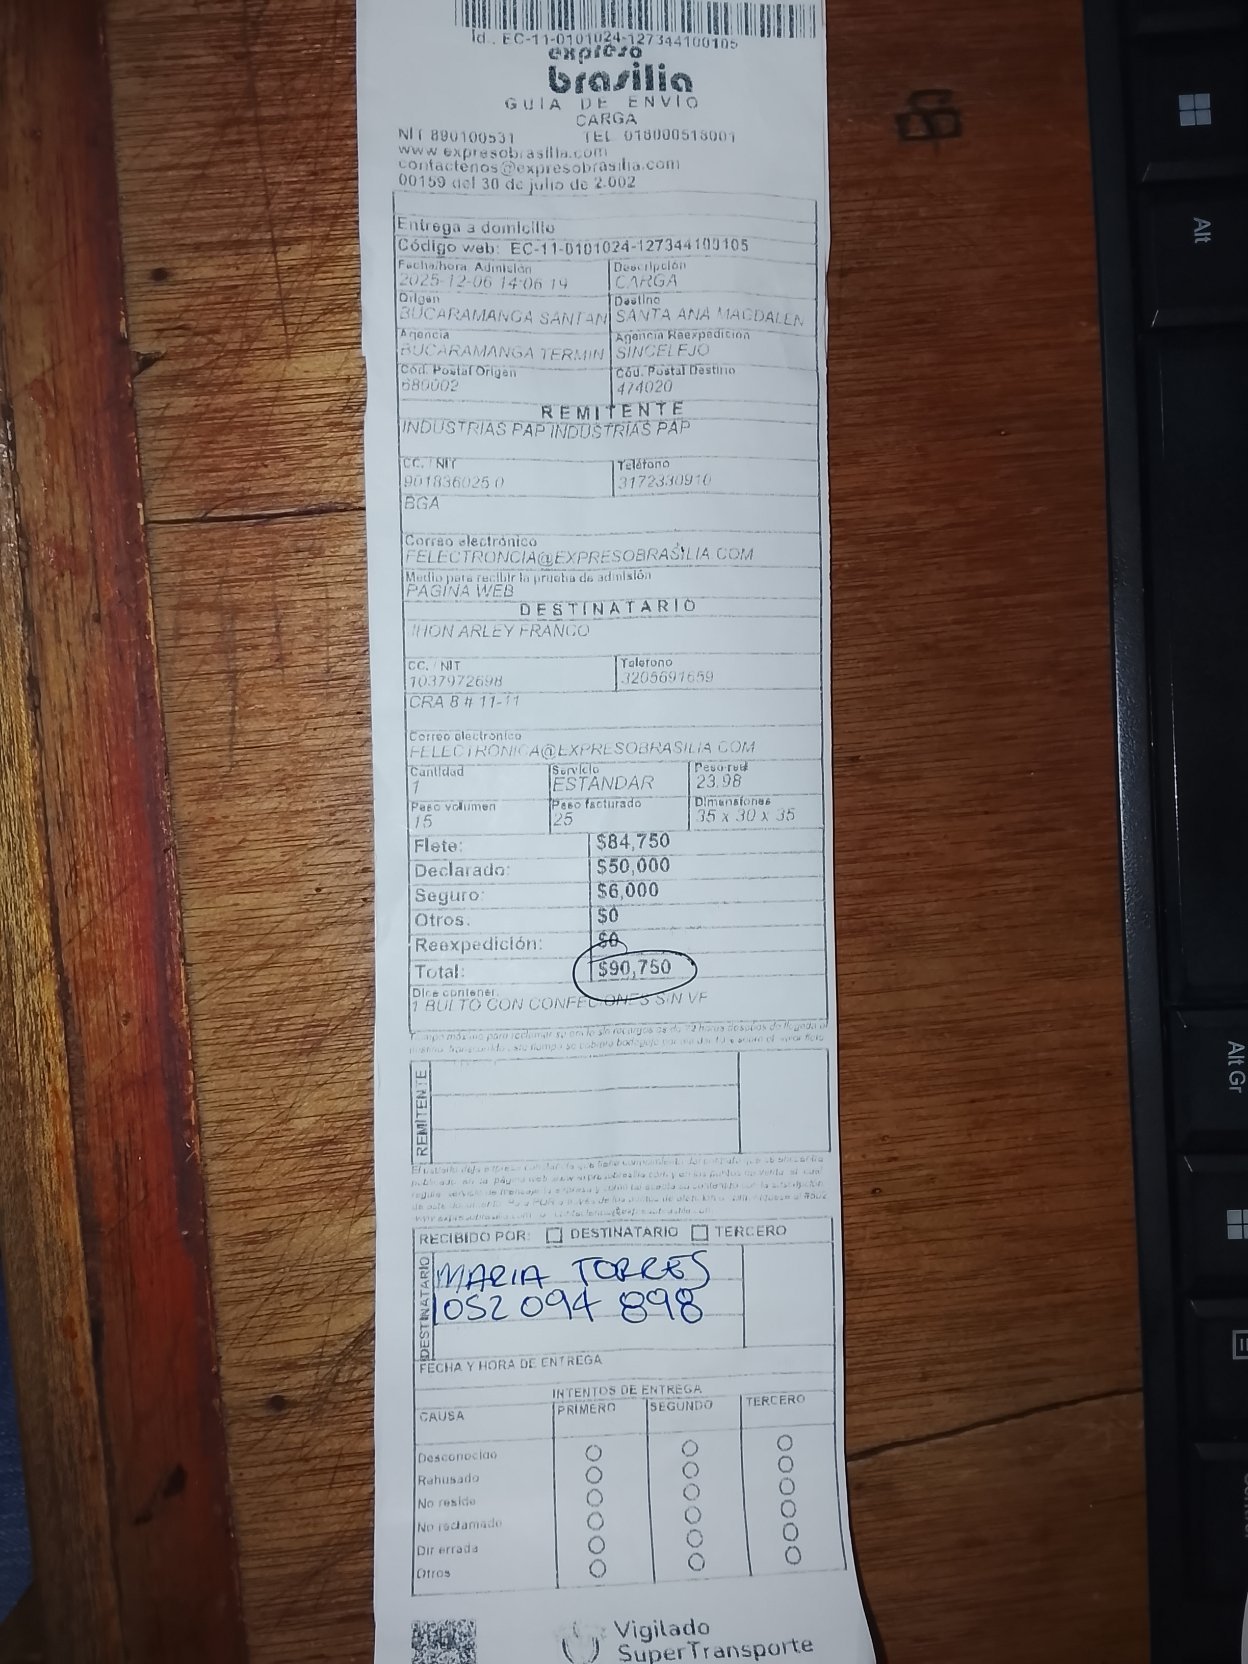 Id.: EC-11-0101024-127344100105
expreso
brasilia
GUIA DE ENVIO
CARGA
NIT 890100531 TEL 018000518001
www expresobrasilia.com
contactenos@expresobrasilia.com
00159 del 30 de julio de 2.002
Entrega a domicilio
Código web: EC-11-0101024-127344100105
Fecha/hora Admisión Descripción
2025-12-06 14:06 19 CARGA
Origen Destino
BUCARAMANGA SANTAN SANTA ANA MAGDALEN
Agencia Agencia Reexpedición
BUCARAMANGA TERMIN SINCELEJO
Cód. Postal Origen Cód. Postal Destino
680002 474020
REMITENTE
INDUSTRIAS PAP INDUSTRIAS PAP
CC. / NIT Teléfono
901836025 0 3172330910
BGA
Correo electrónico
FELECTRONCIA@EXPRESOBRASILIA COM
Medio para recibir la prueba de admisión
PAGINA WEB
DESTINATARIO
JHON ARLEY FRANCO
CC. / NIT Telefono
1037972698 3205691659
CRA 8 # 11-11
Correo electronico
FELECTRONICA@EXPRESOBRASILIA COM
Cantidad Servicio Peso real
1 ESTANDAR 23,98
Peso volumen Peso facturado Dimensiones
15 25 35 x 30 x 35
Flete: $84,750
Declarado: $50,000
Seguro: $6,000
Otros: $0
Reexpedición: $0
Total: $90,750
Dice contener:
1 BULTO CON CONFECCIONES SIN VF
REMITENTE
RECIBIDO POR: DESTINATARIO TERCERO
DESTINATARIO
MARIA TORRES
1052 094 898
FECHA Y HORA DE ENTREGA
INTENTOS DE ENTREGA
CAUSA PRIMERO SEGUNDO TERCERO
Desconocido
Rehusado
No reside
No reclamado
Dir errada
Otros
Vigilado
SuperTransporte
Alt
Alt Gr